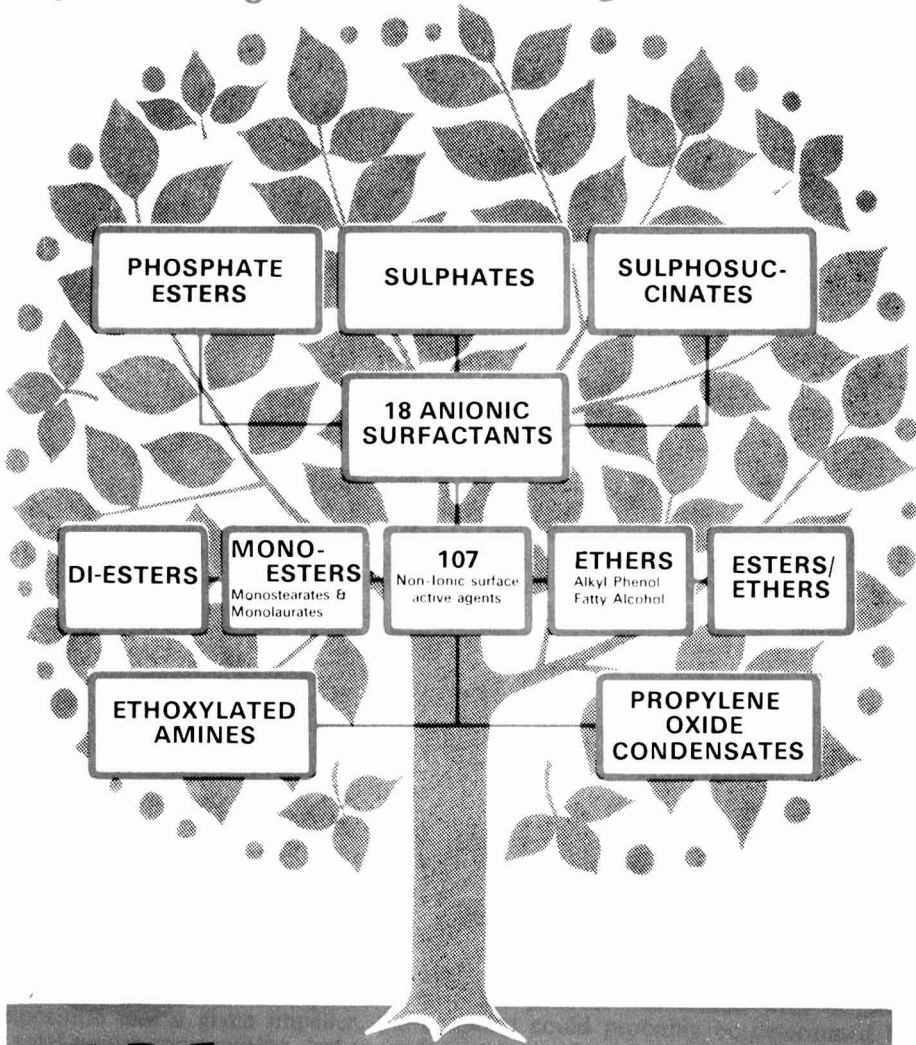 PHOSPHATE
ESTERS
SULPHATES
SULPHOSUC-
CINATES
18 ANIONIC
SURFACTANTS
DI-ESTERS
MONO-
ESTERS
Monostearates &
Monolaurates
107
Non-Ionic surface
active agents
ETHERS
Alkyl Phenol
Fatty Alcohol
ESTERS/
ETHERS
ETHOXYLATED
AMINES
PROPYLENE
OXIDE
CONDENSATES